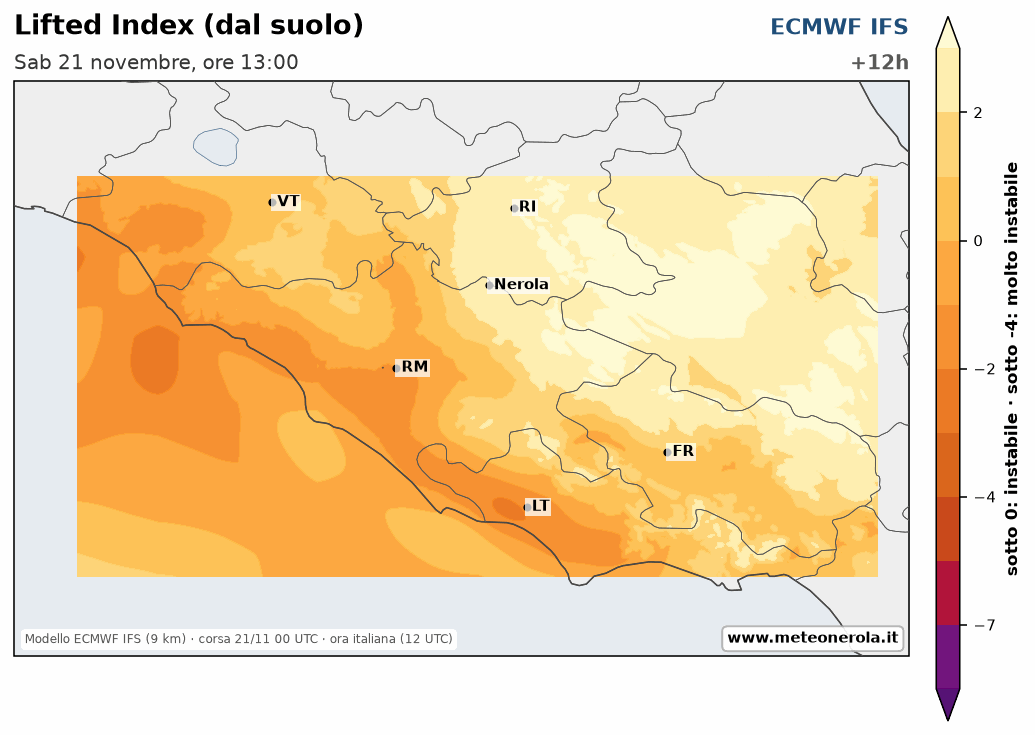 Lifted Index (dal suolo)
ECMWF IFS
Sab 21 novembre, ore 13:00
+12h
VT
RI
Nerola
RM
FR
LT
2
0
−2
−4
−7
sotto 0: instabile · sotto -4: molto instabile
Modello ECMWF IFS (9 km) · corsa 21/11 00 UTC · ora italiana (12 UTC)
www.meteonerola.it